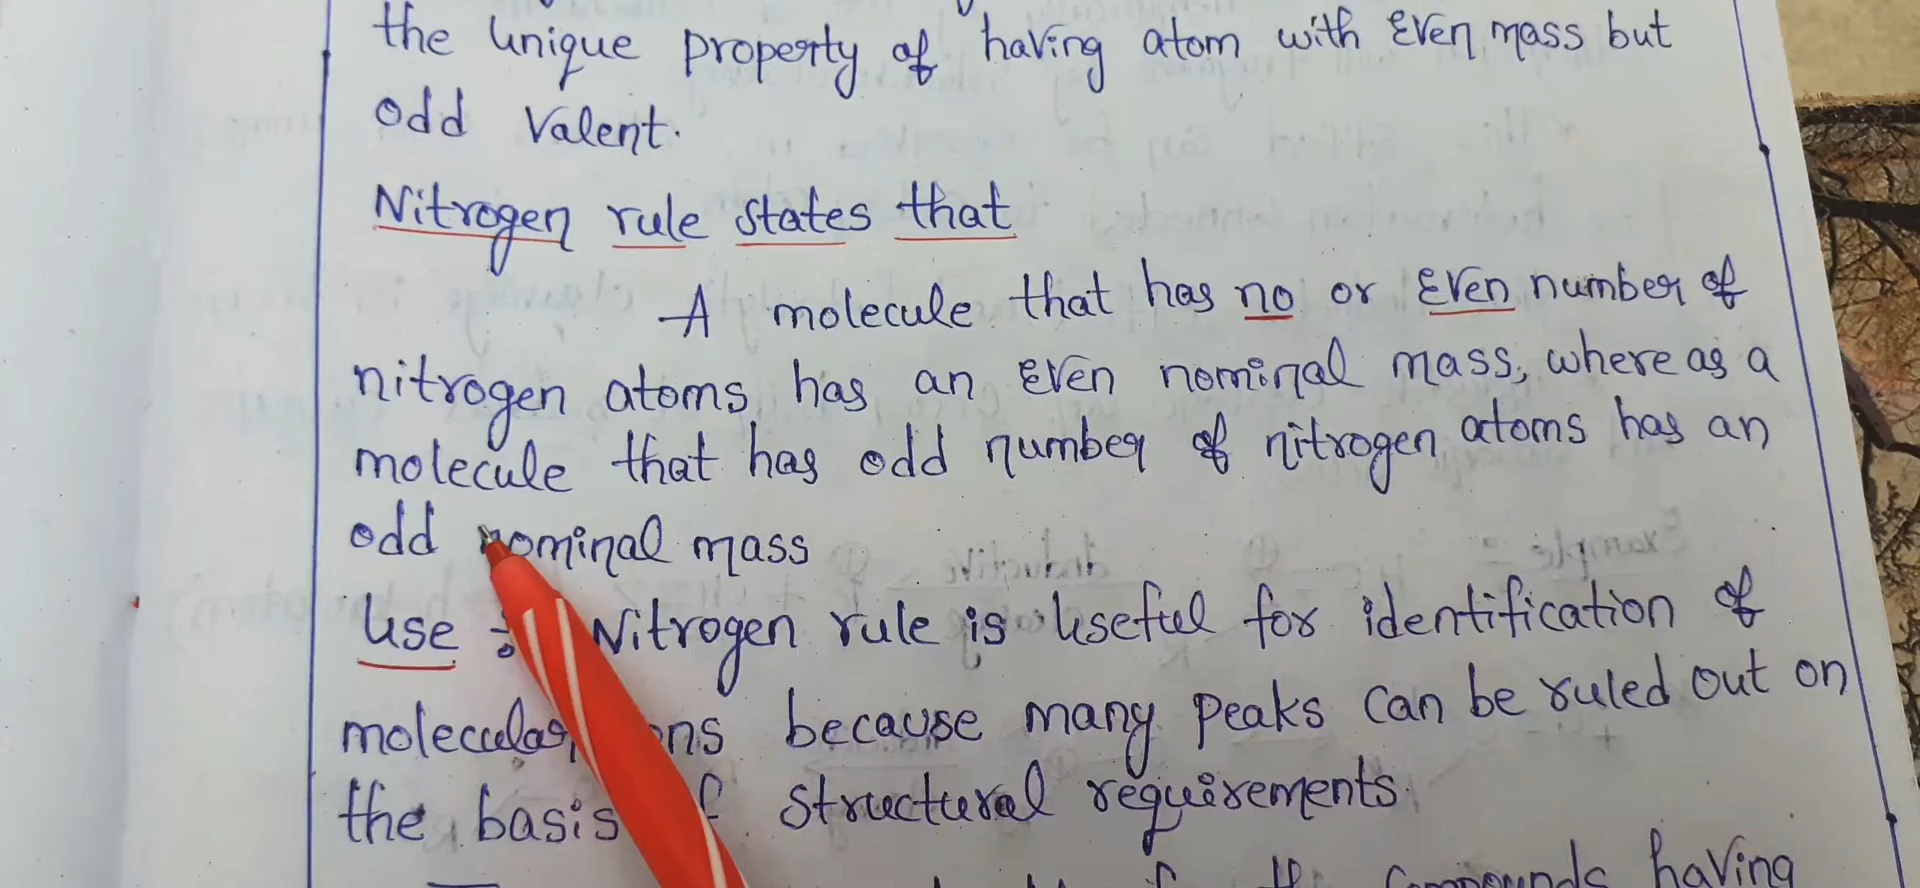 the unique property of having atom with even mass but
odd valent.
Nitrogen rule states that
A molecule that has no or even number of
nitrogen atoms has an even nominal mass, where as a
molecule that has odd number of nitrogen atoms has an
odd nominal mass
Use :- Nitrogen rule is useful for identification of
molecular ons because many peaks can be ruled out on
the basis f structural requirements.
compounds having